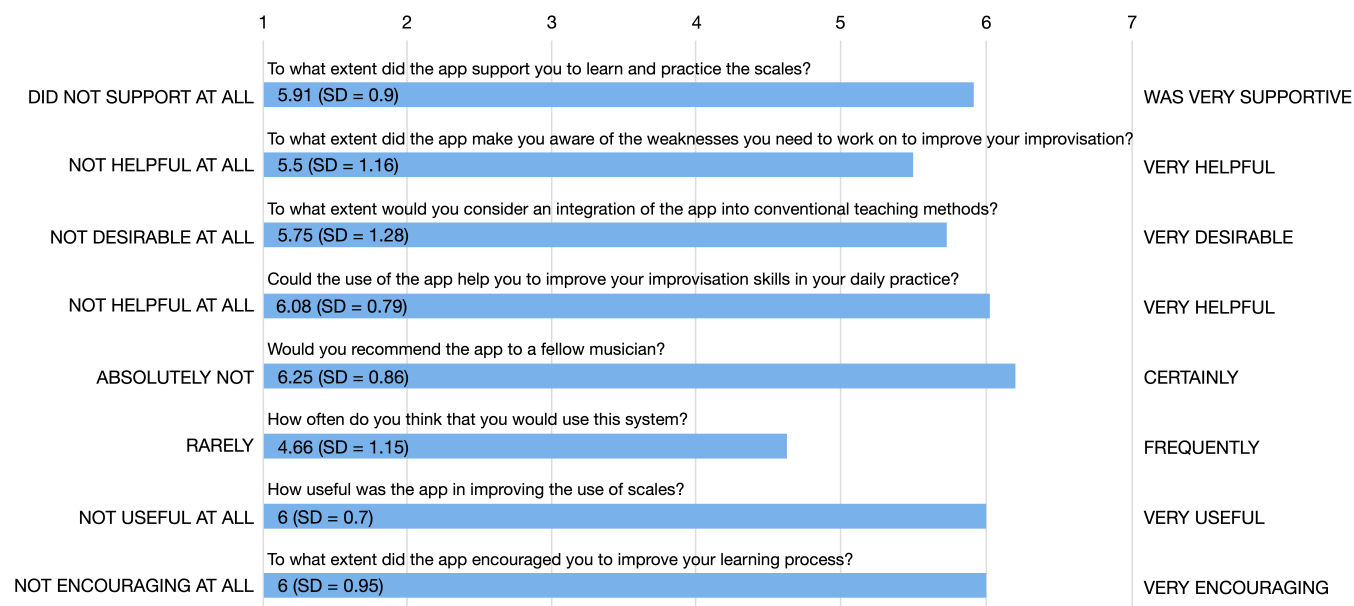 1 2 3 4 5 6 7
To what extent did the app support you to learn and practice the scales?
DID NOT SUPPORT AT ALL 5.91 (SD = 0.9) WAS VERY SUPPORTIVE
To what extent did the app make you aware of the weaknesses you need to work on to improve your improvisation?
NOT HELPFUL AT ALL 5.5 (SD = 1.16) VERY HELPFUL
To what extent would you consider an integration of the app into conventional teaching methods?
NOT DESIRABLE AT ALL 5.75 (SD = 1.28) VERY DESIRABLE
Could the use of the app help you to improve your improvisation skills in your daily practice?
NOT HELPFUL AT ALL 6.08 (SD = 0.79) VERY HELPFUL
Would you recommend the app to a fellow musician?
ABSOLUTELY NOT 6.25 (SD = 0.86) CERTAINLY
How often do you think that you would use this system?
RARELY 4.66 (SD = 1.15) FREQUENTLY
How useful was the app in improving the use of scales?
NOT USEFUL AT ALL 6 (SD = 0.7) VERY USEFUL
To what extent did the app encouraged you to improve your learning process?
NOT ENCOURAGING AT ALL 6 (SD = 0.95) VERY ENCOURAGING